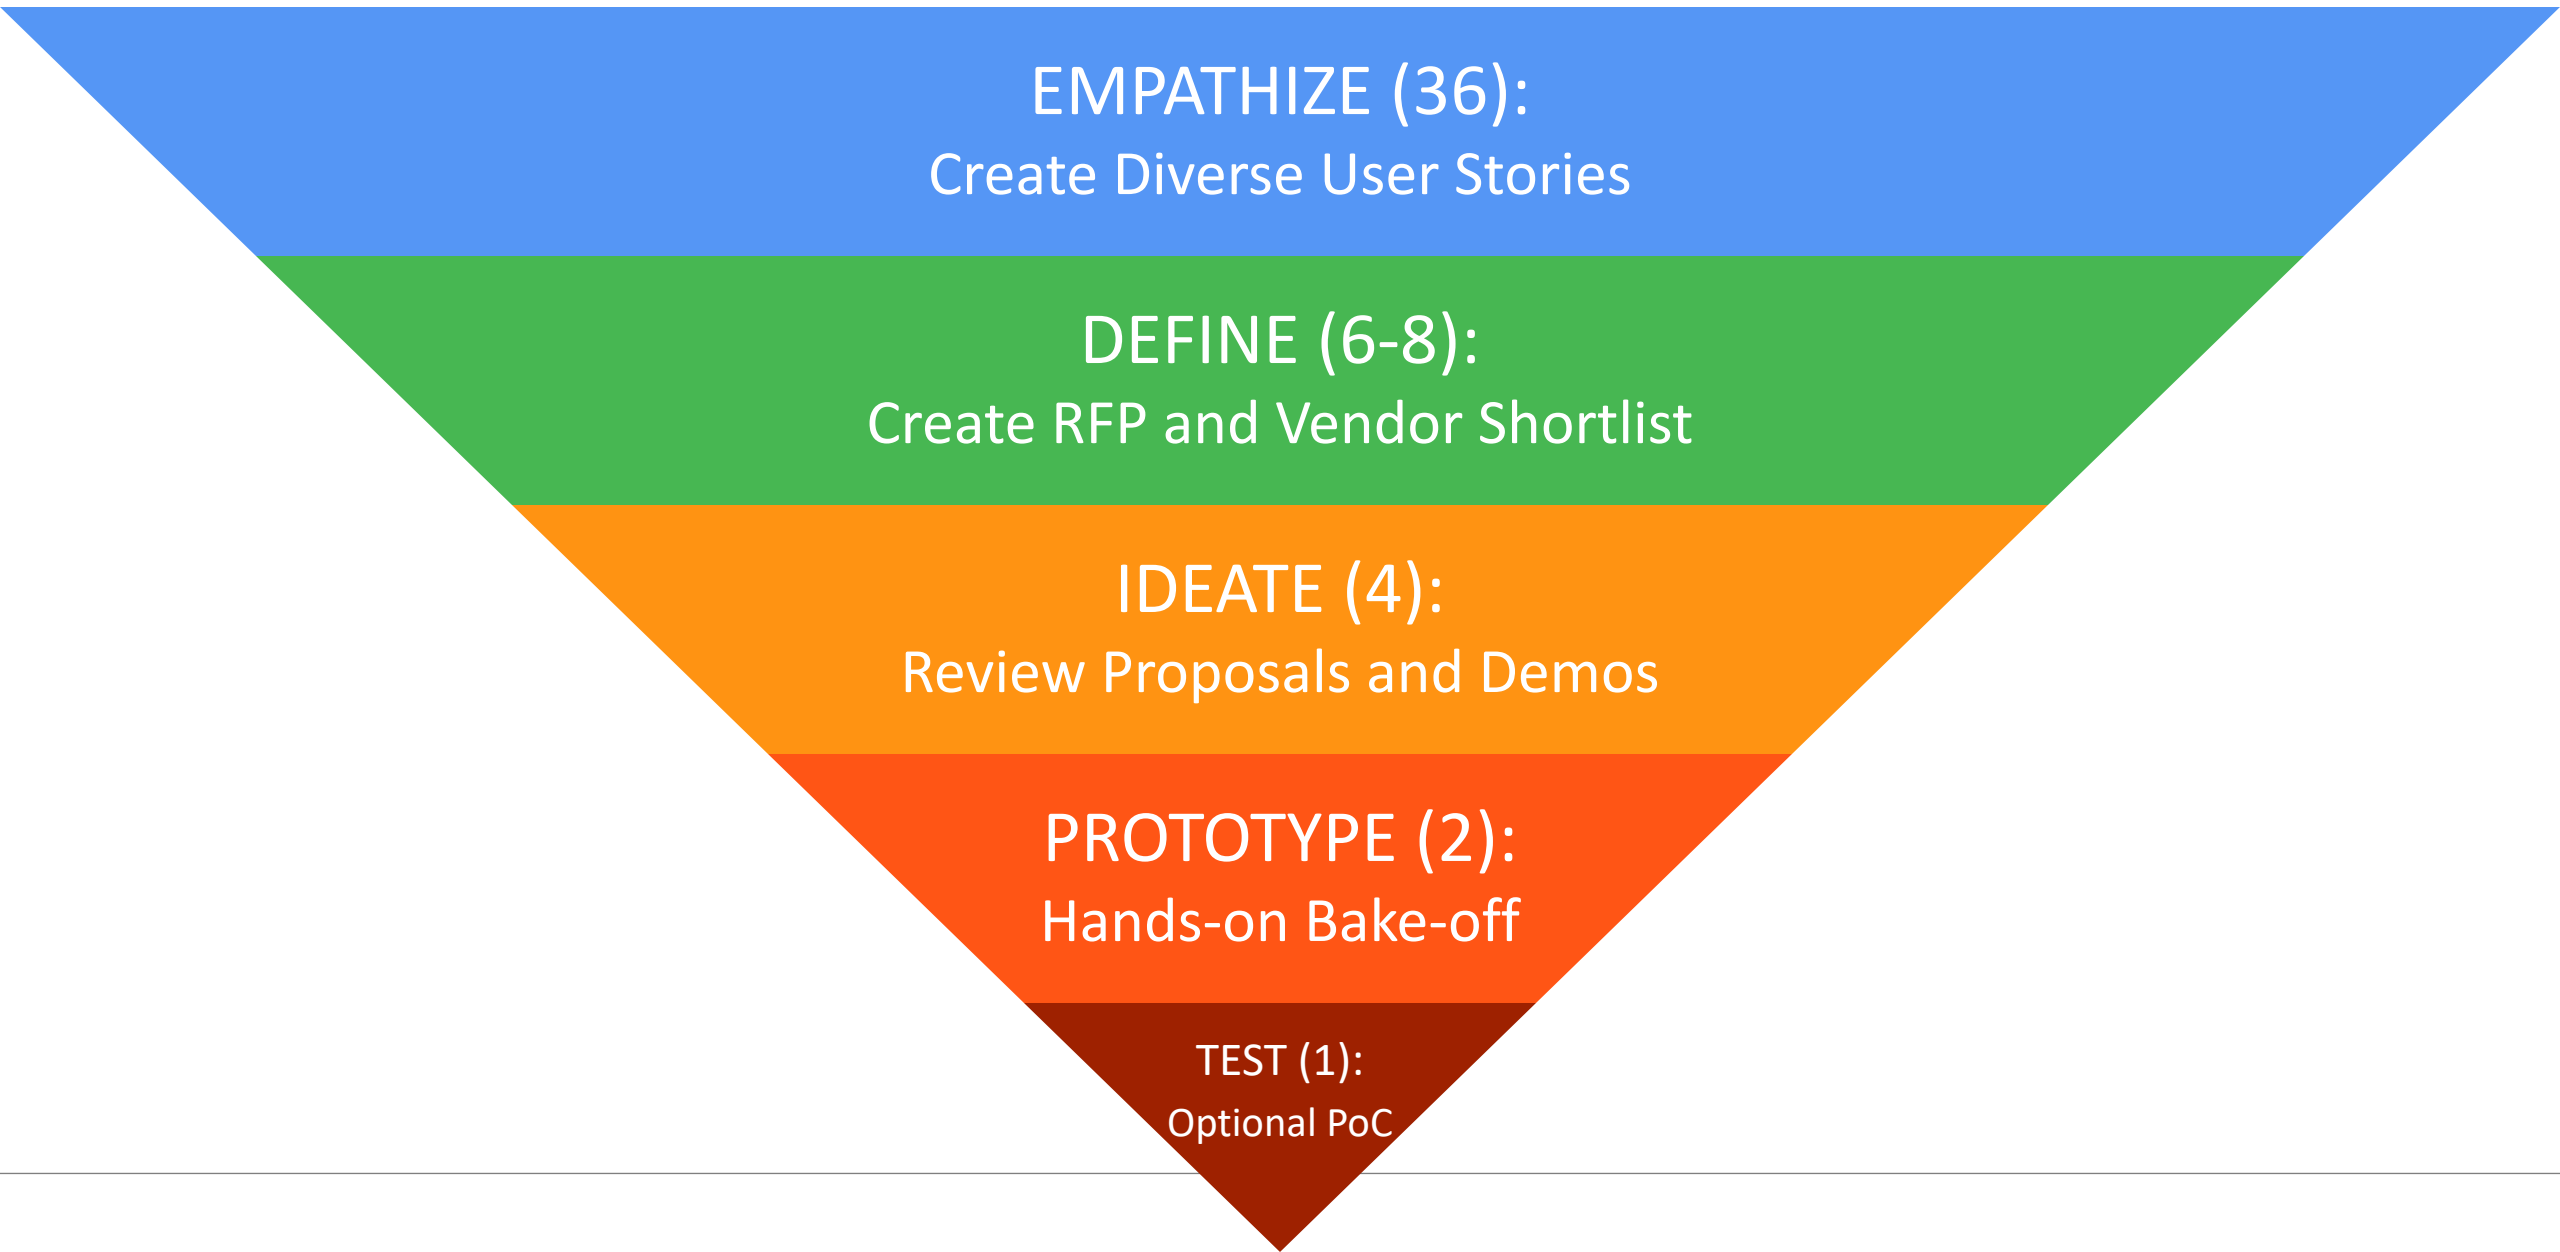 EMPATHIZE (36):
Create Diverse User Stories
DEFINE (6-8):
Create RFP and Vendor Shortlist
IDEATE (4):
Review Proposals and Demos
PROTOTYPE (2):
Hands-on Bake-off
TEST (1):
Optional PoC